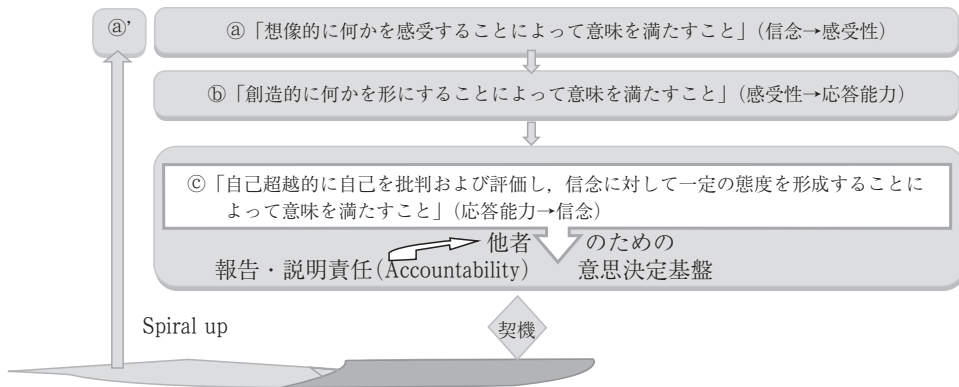 ⓐ’
ⓐ「想像的に何かを感受することによって意味を満たすこと」(信念→感受性)
ⓑ「創造的に何かを形にすることによって意味を満たすこと」(感受性→応答能力)
ⓒ「自己超越的に自己を批判および評価し，信念に対して一定の態度を形成することに
よって意味を満たすこと」(応答能力→信念)
他者 のための
報告・説明責任(Accountability) 意思決定基盤
Spiral up
契機